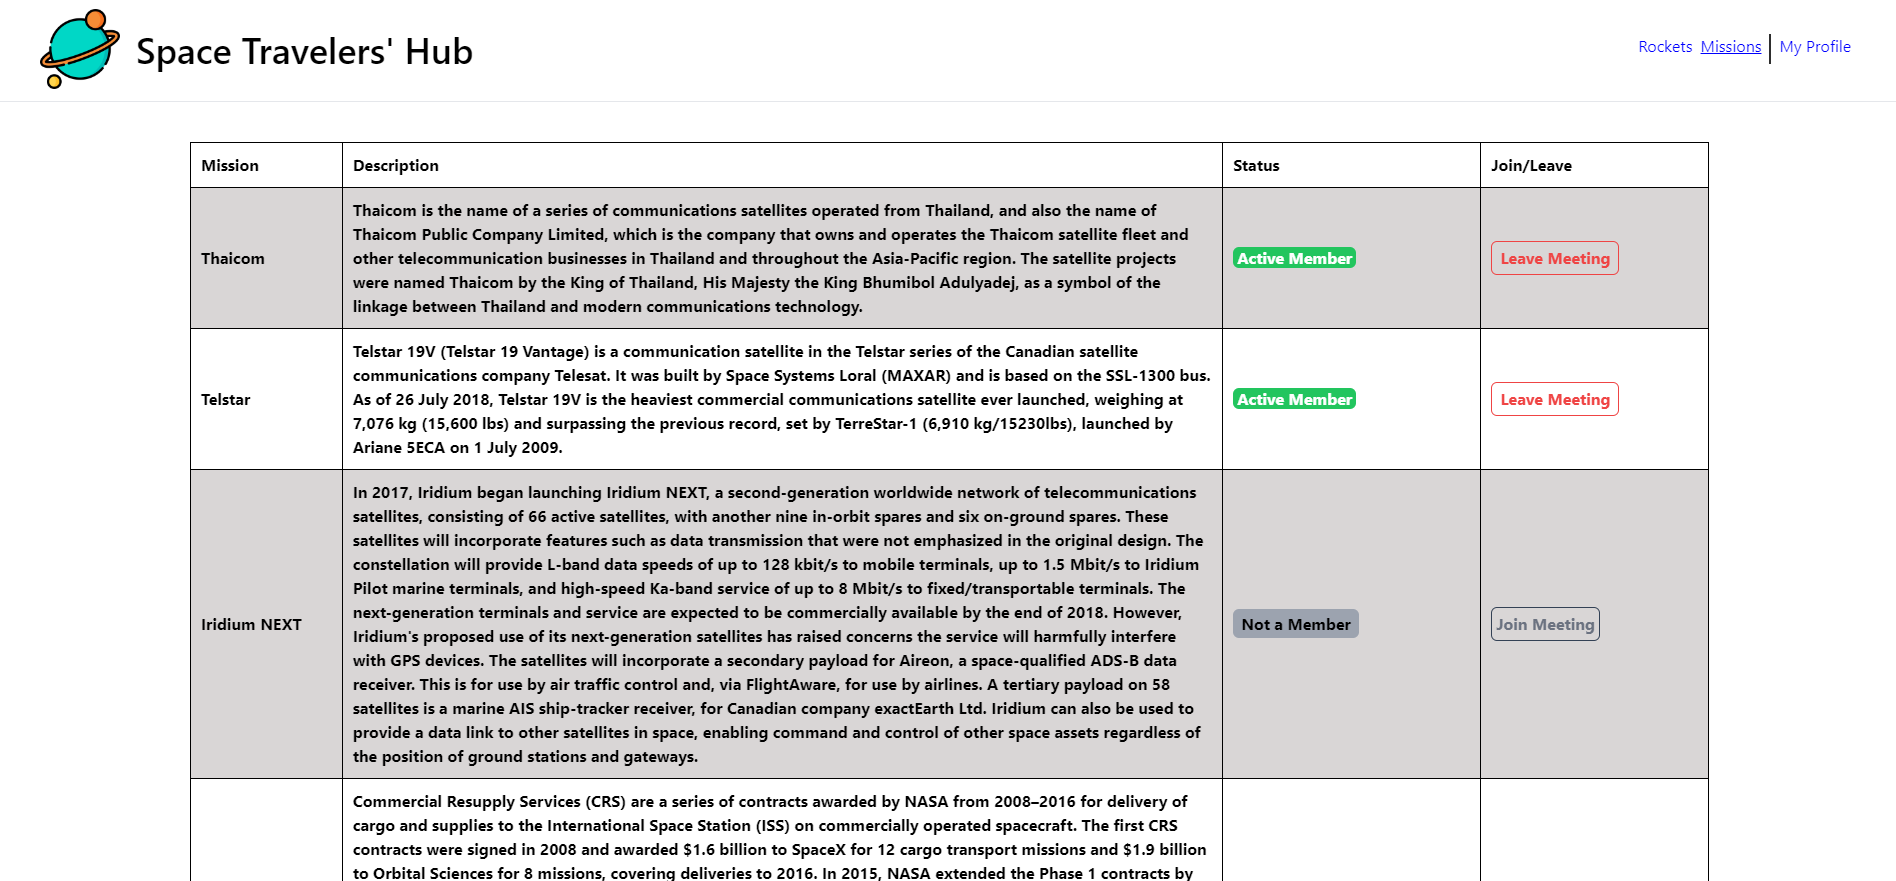 Space Travelers' Hub
Rockets Missions My Profile
Mission Description Status Join/Leave
Thaicom
Thaicom is the name of a series of communications satellites operated from Thailand, and also the name of
Thaicom Public Company Limited, which is the company that owns and operates the Thaicom satellite fleet and
other telecommunication businesses in Thailand and throughout the Asia-Pacific region. The satellite projects
were named Thaicom by the King of Thailand, His Majesty the King Bhumibol Adulyadej, as a symbol of the
linkage between Thailand and modern communications technology.
Active Member
Leave Meeting
Telstar
Telstar 19V (Telstar 19 Vantage) is a communication satellite in the Telstar series of the Canadian satellite
communications company Telesat. It was built by Space Systems Loral (MAXAR) and is based on the SSL-1300 bus.
As of 26 July 2018, Telstar 19V is the heaviest commercial communications satellite ever launched, weighing at
7,076 kg (15,600 lbs) and surpassing the previous record, set by TerreStar-1 (6,910 kg/15230lbs), launched by
Ariane 5ECA on 1 July 2009.
Active Member
Leave Meeting
Iridium NEXT
In 2017, Iridium began launching Iridium NEXT, a second-generation worldwide network of telecommunications
satellites, consisting of 66 active satellites, with another nine in-orbit spares and six on-ground spares. These
satellites will incorporate features such as data transmission that were not emphasized in the original design. The
constellation will provide L-band data speeds of up to 128 kbit/s to mobile terminals, up to 1.5 Mbit/s to Iridium
Pilot marine terminals, and high-speed Ka-band service of up to 8 Mbit/s to fixed/transportable terminals. The
next-generation terminals and service are expected to be commercially available by the end of 2018. However,
Iridium's proposed use of its next-generation satellites has raised concerns the service will harmfully interfere
with GPS devices. The satellites will incorporate a secondary payload for Aireon, a space-qualified ADS-B data
receiver. This is for use by air traffic control and, via FlightAware, for use by airlines. A tertiary payload on 58
satellites is a marine AIS ship-tracker receiver, for Canadian company exactEarth Ltd. Iridium can also be used to
provide a data link to other satellites in space, enabling command and control of other space assets regardless of
the position of ground stations and gateways.
Not a Member
Join Meeting
Commercial Resupply Services (CRS) are a series of contracts awarded by NASA from 2008–2016 for delivery of
cargo and supplies to the International Space Station (ISS) on commercially operated spacecraft. The first CRS
contracts were signed in 2008 and awarded $1.6 billion to SpaceX for 12 cargo transport missions and $1.9 billion
to Orbital Sciences for 8 missions, covering deliveries to 2016. In 2015, NASA extended the Phase 1 contracts by